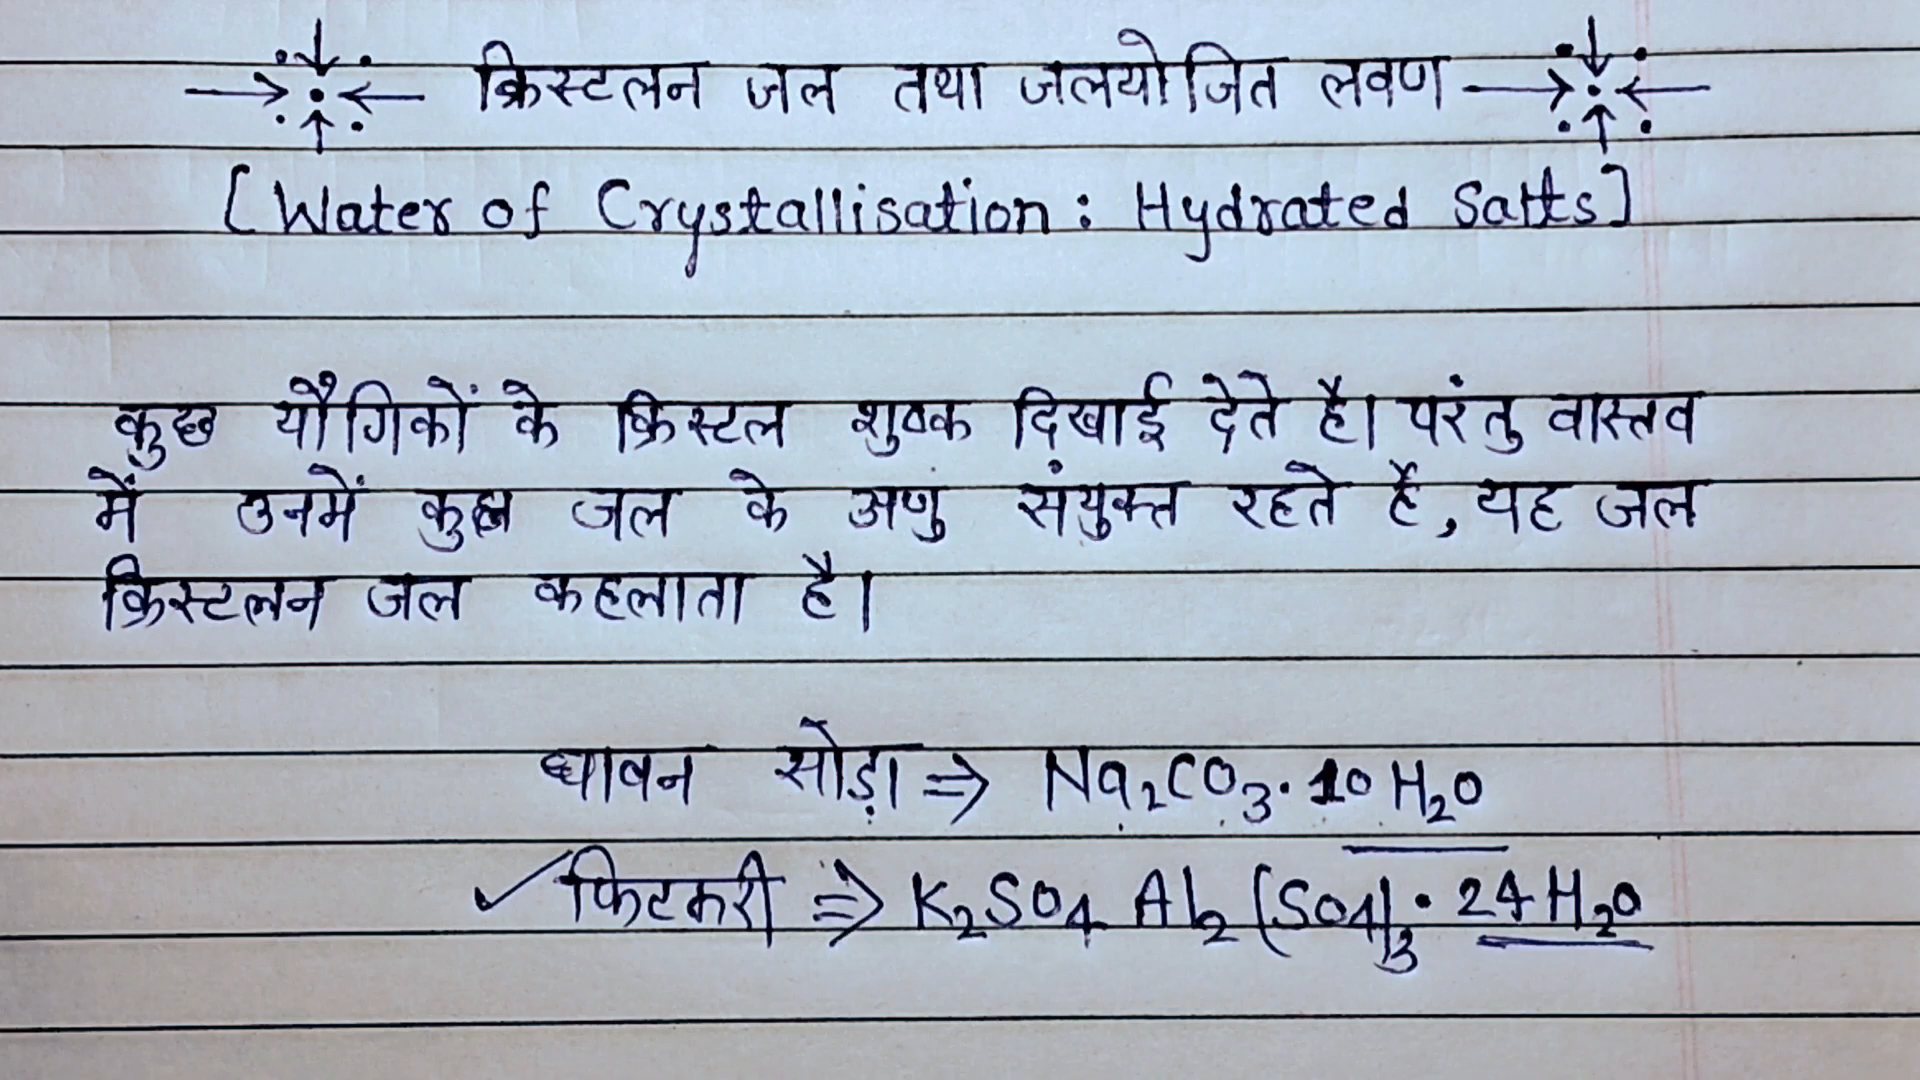 क्रिस्टलन जल तथा जलयोजित लवण
[Water of Crystallisation: Hydrated Salts]
कुछ यौगिकों के क्रिस्टल शुष्क दिखाई देते है। परंतु वास्तव
में उनमें कुछ जल के अणु संयुक्त रहते हैं, यह जल
क्रिस्टलन जल कहलाता है।
धावन सोड़ा ⇒ Na₂CO₃·10H₂O
✓फिटकरी ⇒ K₂SO₄ Al₂(SO₄)₃·24H₂O